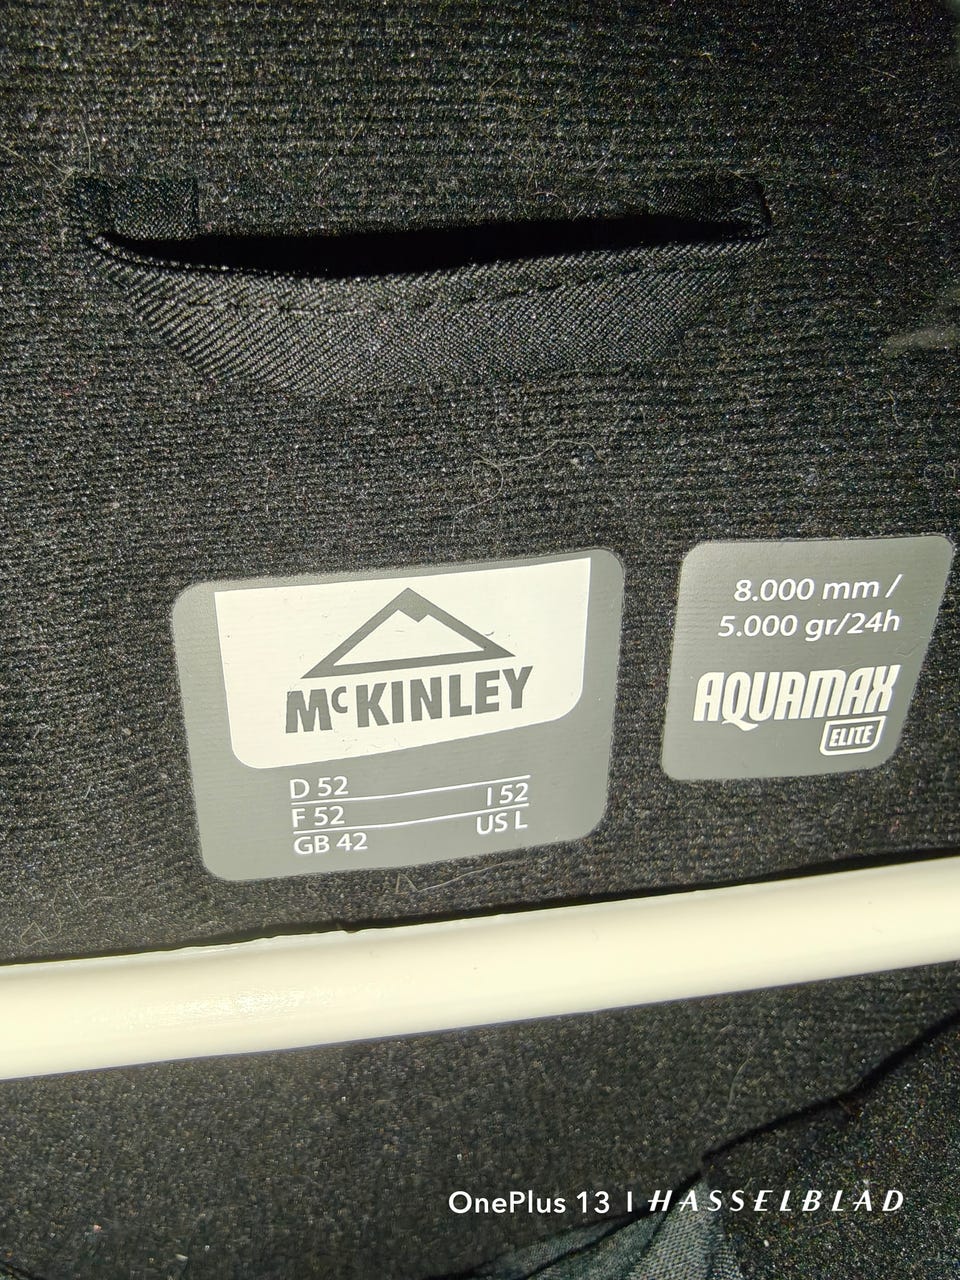 McKINLEY
D 52
F 52 I 52
GB 42 US L
8.000 mm /
5.000 gr/24h
AQUAMAX
ELITE
OnePlus 13 | HASSELBLAD